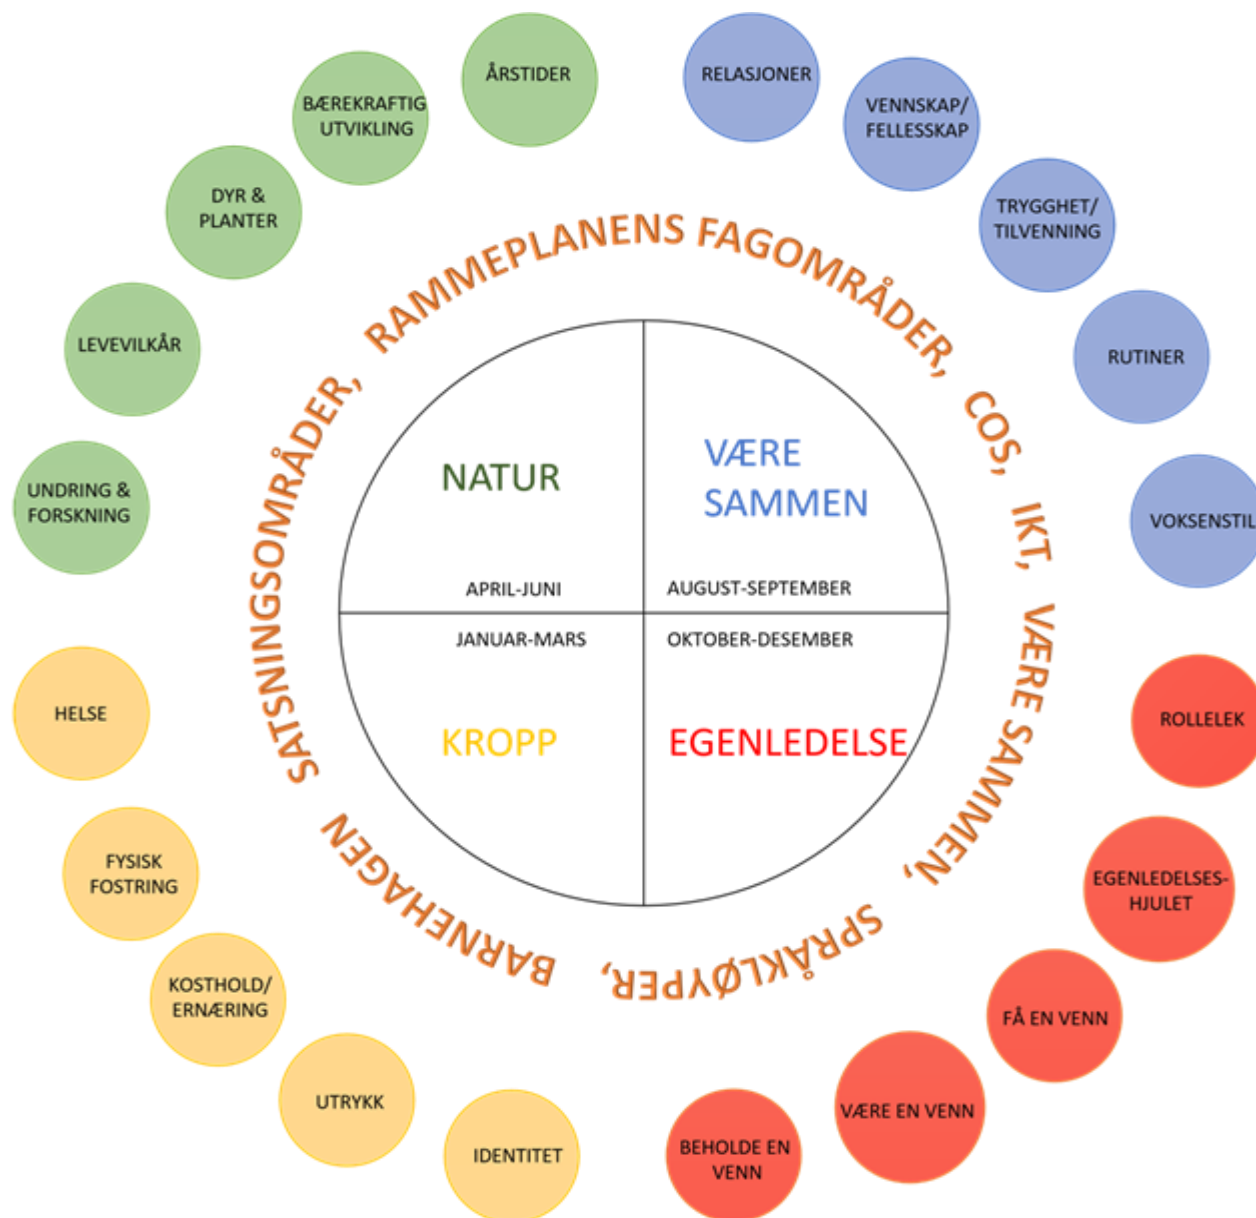 ÅRSTIDER
BÆREKRAFTIG
UTVIKLING
DYR &
PLANTER
LEVEVILKÅR
UNDRING &
FORSKNING
RELASJONER
VENNSKAP/
FELLESSKAP
TRYGGHET/
TILVENNING
RUTINER
VOKSENSTIL
RAMMEPLANENS FAGOMRÅDER, COS, IKT, VÆRE SAMMEN, SPRÅKLØYPER, BARNEHAGEN SATSNINGSOMRÅDER,
NATUR
APRIL-JUNI
VÆRE
SAMMEN
AUGUST-SEPTEMBER
JANUAR-MARS
KROPP
OKTOBER-DESEMBER
EGENLEDELSE
HELSE
FYSISK
FOSTRING
KOSTHOLD/
ERNÆRING
UTRYKK
IDENTITET
ROLLELEK
EGENLEDELSES-
HJULET
FÅ EN VENN
VÆRE EN VENN
BEHOLDE EN
VENN